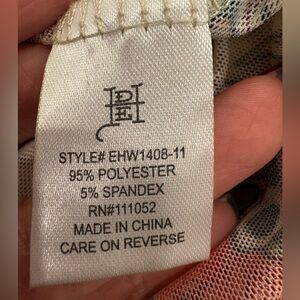 STYLE# EHW1408-11
95% POLYESTER
5% SPANDEX
RN#111052
MADE IN CHINA
CARE ON REVERSE